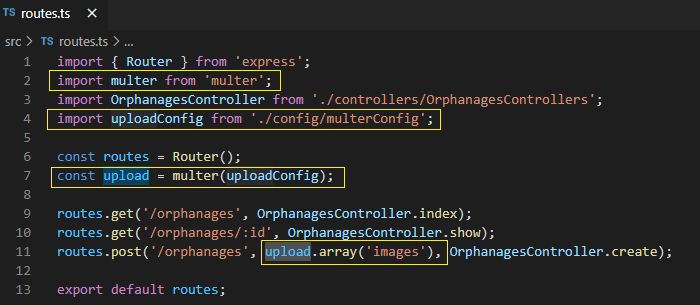 TS routes.ts ×
src > TS routes.ts > ...
1 import { Router } from 'express';
2 import multer from 'multer';
3 import OrphanagesController from './controllers/OrphanagesControllers';
4 import uploadConfig from './config/multerConfig';
5
6 const routes = Router();
7 const upload = multer(uploadConfig);
8
9 routes.get('/orphanages', OrphanagesController.index);
10 routes.get('/orphanages/:id', OrphanagesController.show);
11 routes.post('/orphanages', upload.array('images'), OrphanagesController.create);
12
13 export default routes;